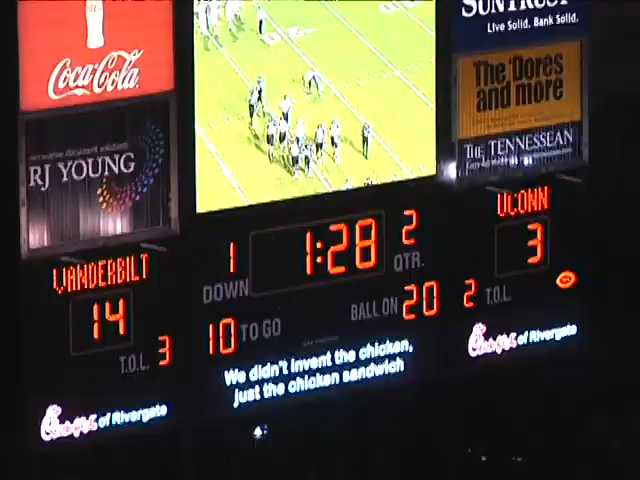 Coca-Cola
SUNTRUST
Live Solid. Bank Solid.
The 'Dores
and more
THE TENNESSEAN
RJ YOUNG
VANDERBILT
14
T.O.L. 3
1
DOWN
1:28
2
QTR.
10 TO GO
BALL ON 20
UCONN
3
2 T.O.L.
We didn't invent the chicken,
just the chicken sandwich
Chick-fil-A of Rivergate
Chick-fil-A of Rivergate